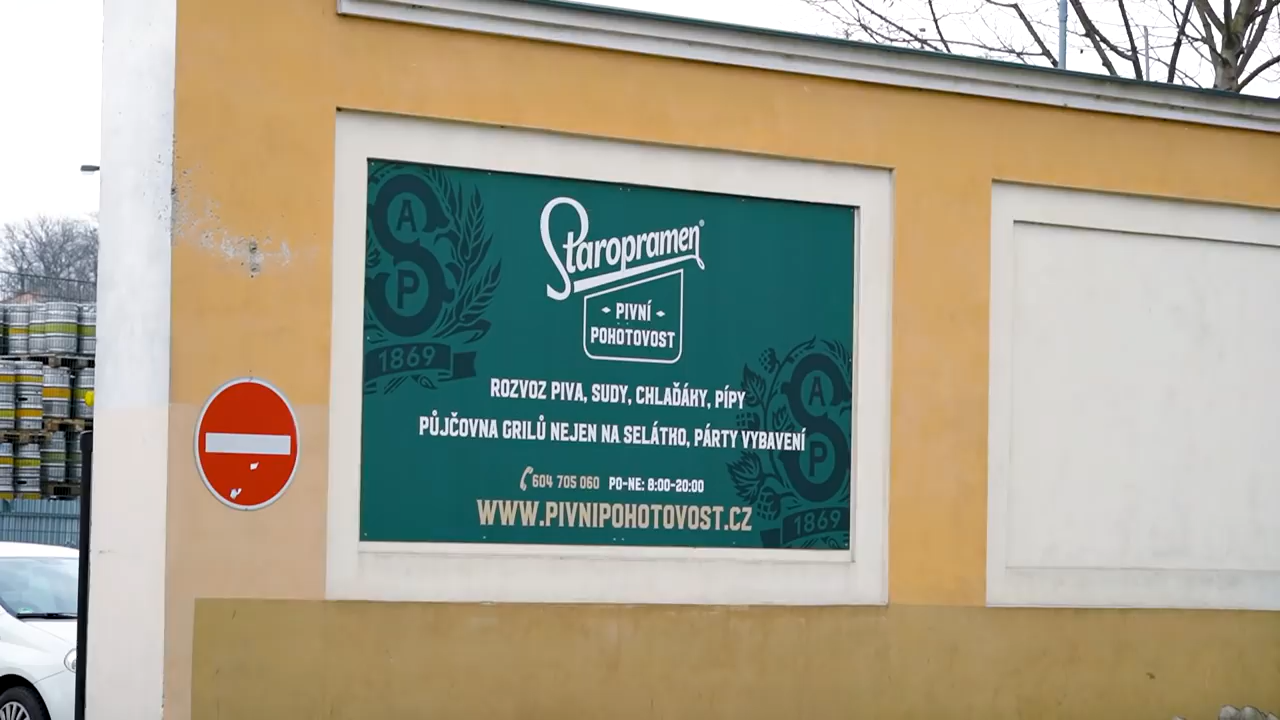 A
P
S
1869
Staropramen®
PIVNÍ
POHOTOVOST
ROZVOZ PIVA, SUDY, CHLAĎÁKY, PÍPY
PŮJČOVNA GRILŮ NEJEN NA SELÁTKO, PÁRTY VYBAVENÍ
604 705 060 PO-NE: 8:00-20:00
WWW.PIVNIPOHOTOVOST.CZ
A
P
S
1869